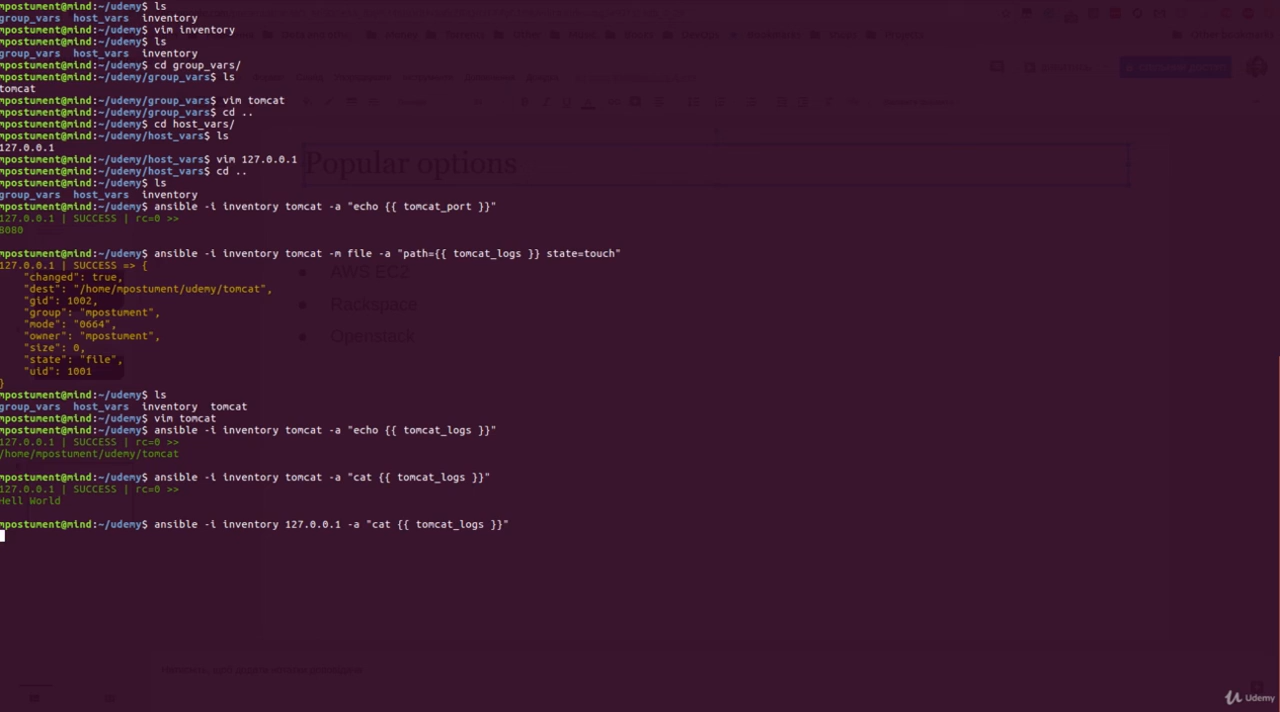 mpostument@mind:~/udemy$ ls
group_vars  host_vars  inventory
mpostument@mind:~/udemy$ vim inventory
mpostument@mind:~/udemy$ ls
group_vars  host_vars  inventory
mpostument@mind:~/udemy$ cd group_vars/
mpostument@mind:~/udemy/group_vars$ ls
tomcat
mpostument@mind:~/udemy/group_vars$ vim tomcat
mpostument@mind:~/udemy/group_vars$ cd ..
mpostument@mind:~/udemy$ cd host_vars/
mpostument@mind:~/udemy/host_vars$ ls
127.0.0.1
mpostument@mind:~/udemy/host_vars$ vim 127.0.0.1
mpostument@mind:~/udemy/host_vars$ cd ..
mpostument@mind:~/udemy$ ls
group_vars  host_vars  inventory
mpostument@mind:~/udemy$ ansible -i inventory tomcat -a "echo {{ tomcat_port }}"
127.0.0.1 | SUCCESS | rc=0 >>
8080
mpostument@mind:~/udemy$ ansible -i inventory tomcat -m file -a "path={{ tomcat_logs }} state=touch"
127.0.0.1 | SUCCESS => {
    "changed": true,
    "dest": "/home/mpostument/udemy/tomcat",
    "gid": 1002,
    "group": "mpostument",
    "mode": "0664",
    "owner": "mpostument",
    "size": 0,
    "state": "file",
    "uid": 1001
}
mpostument@mind:~/udemy$ ls
group_vars  host_vars  inventory  tomcat
mpostument@mind:~/udemy$ vim tomcat
mpostument@mind:~/udemy$ ansible -i inventory tomcat -a "echo {{ tomcat_logs }}"
127.0.0.1 | SUCCESS | rc=0 >>
/home/mpostument/udemy/tomcat
mpostument@mind:~/udemy$ ansible -i inventory tomcat -a "cat {{ tomcat_logs }}"
127.0.0.1 | SUCCESS | rc=0 >>
Hell World
mpostument@mind:~/udemy$ ansible -i inventory 127.0.0.1 -a "cat {{ tomcat_logs }}"
Popular options
● AWS EC2
● Rackspace
● Openstack
Udemy